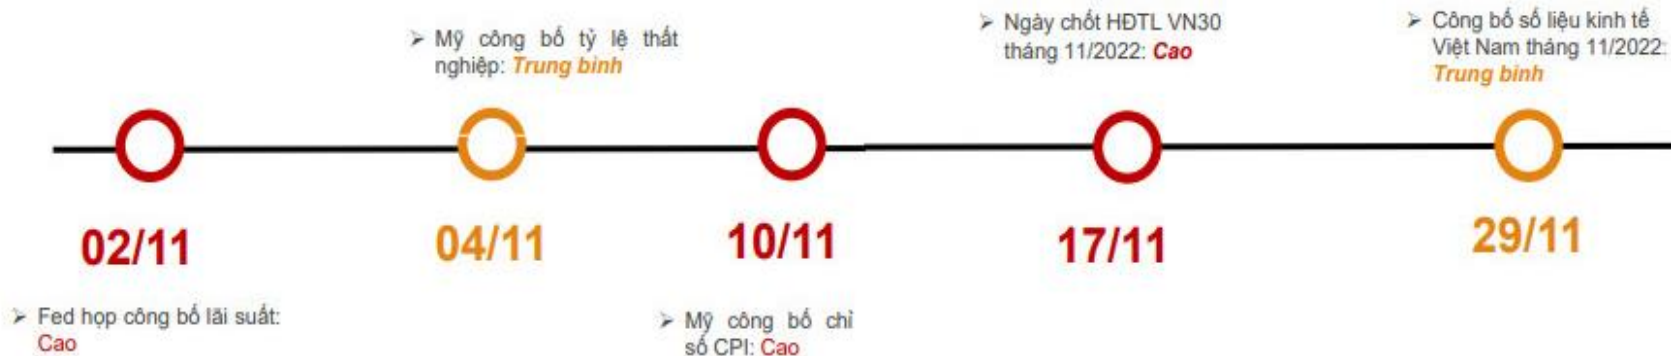 ➢ Mỹ công bố tỷ lệ thất
nghiệp: Trung bình
➢ Ngày chốt HĐTL VN30
tháng 11/2022: Cao
➢ Công bố số liệu kinh tế
Việt Nam tháng 11/2022:
Trung bình
02/11
04/11
10/11
17/11
29/11
➢ Fed họp công bố lãi suất:
Cao
➢ Mỹ công bố chỉ
số CPI: Cao